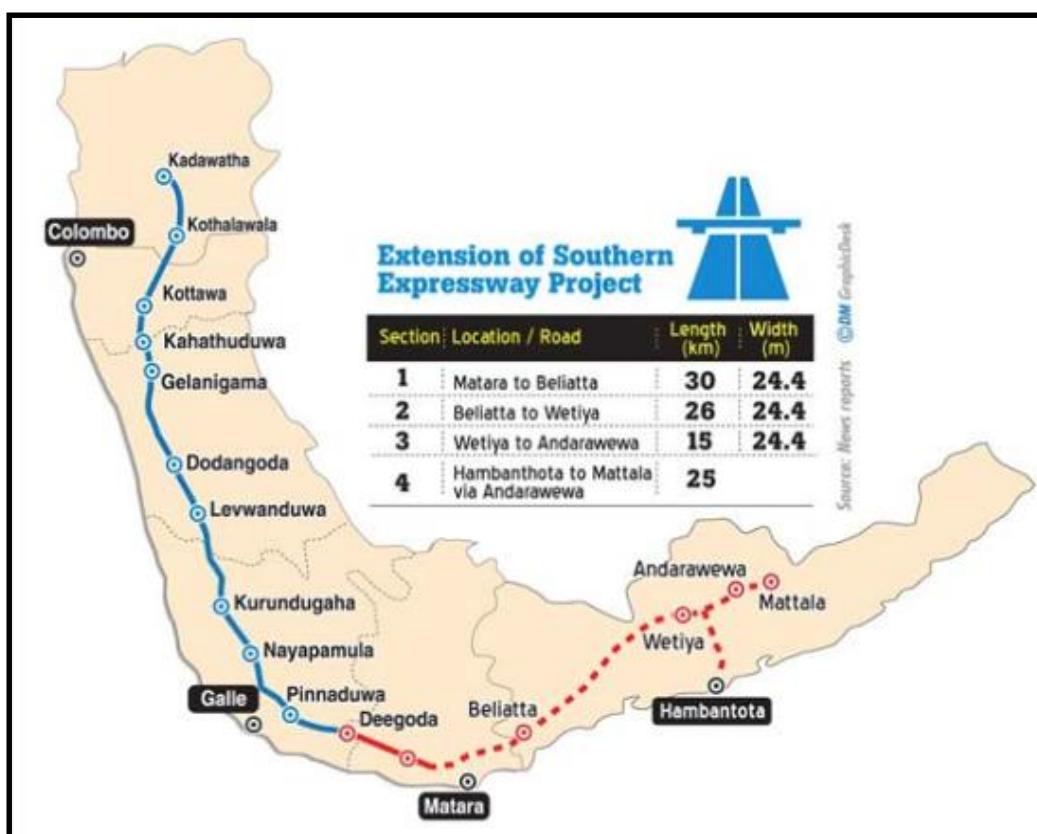 Kadawatha
Kothalawala
Colombo
Kottawa
Kahathuduwa
Gelanigama
Dodangoda
Levwanduwa
Kurundugaha
Nayapamula
Galle
Pinnaduwa
Deegoda
Matara
Beliatta
Wetiya
Andarawewa
Mattala
Hambantota
Extension of Southern
Expressway Project
Section Location / Road Length (km) Width (m)
1 Matara to Beliatta 30 24.4
2 Beliatta to Wetiya 26 24.4
3 Wetiya to Andarawewa 15 24.4
4 Hambanthota to Mattala via Andarawewa 25
Source: News reports ©DM GraphicDesk